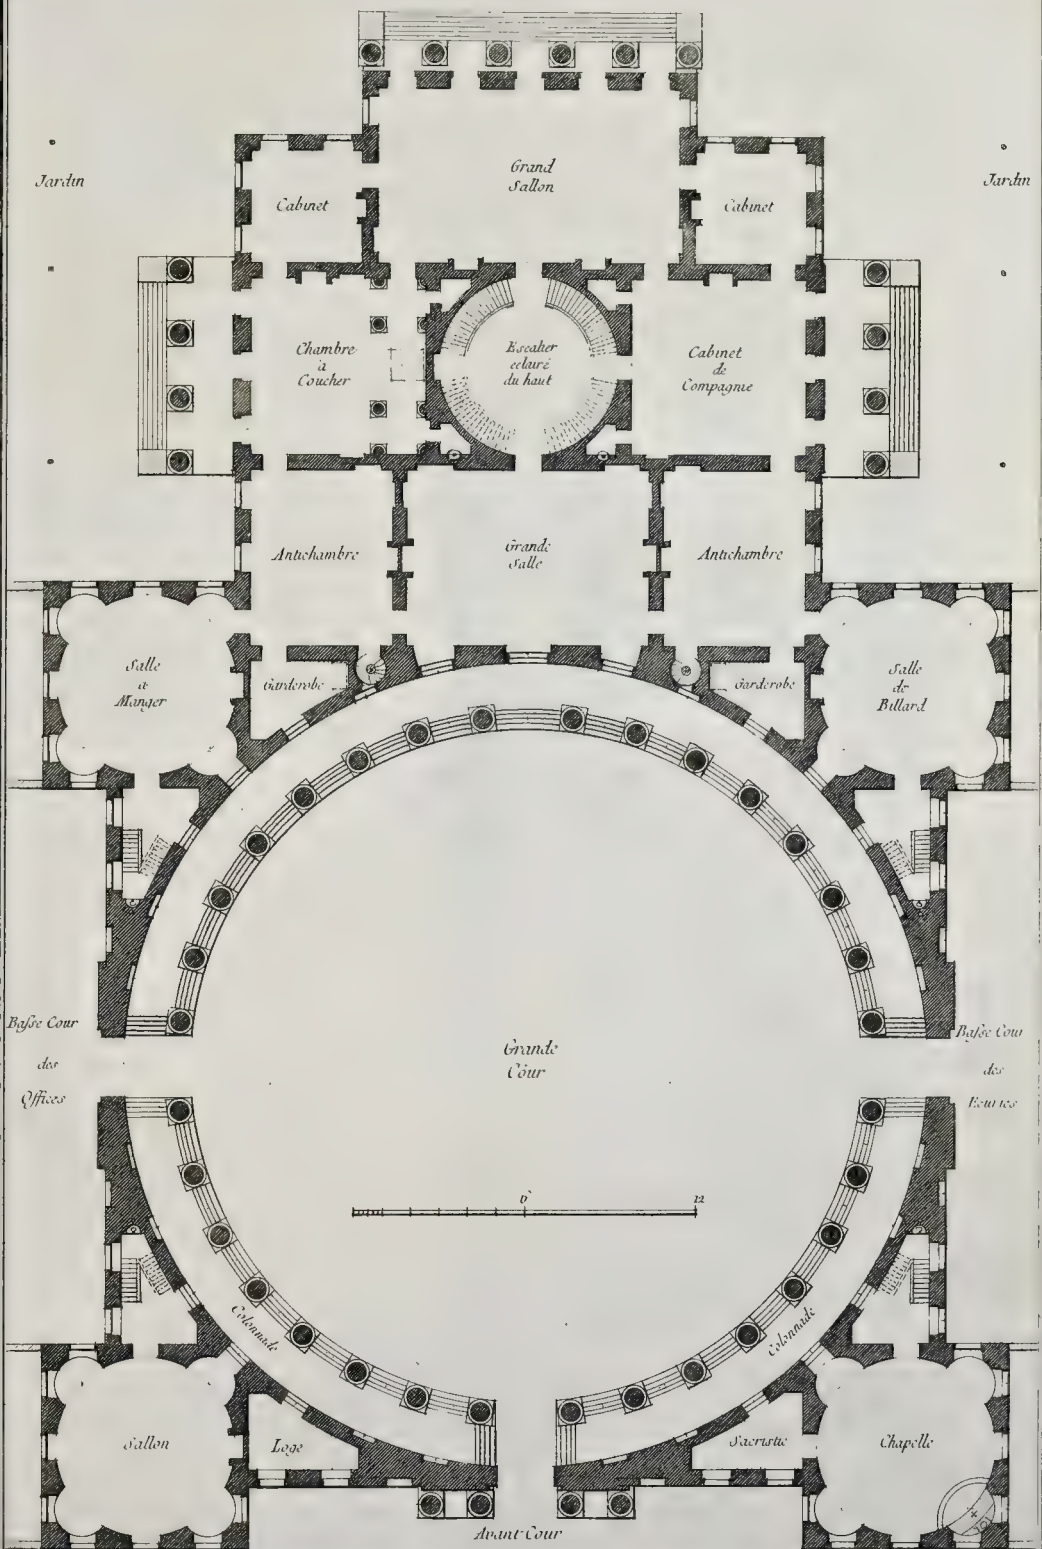 Grand
Sallon
Jardin
Jardin
Cabinet
Cabinet
Chambre
à
Coucher
Escalier
eclairé
du haut
Cabinet
de
Compagnie
Antichambre
Grande
Salle
Antichambre
Salle
a
Manger
Garderobe
Garderobe
Salle
de
Billard
Basse Cour
des
Offices
Grande
Cour
Basse Cour
des
Ecuries
6
12
Colonnade
Colonnade
Sallon
Loge
Sacristie
Chapelle
Avant Cour